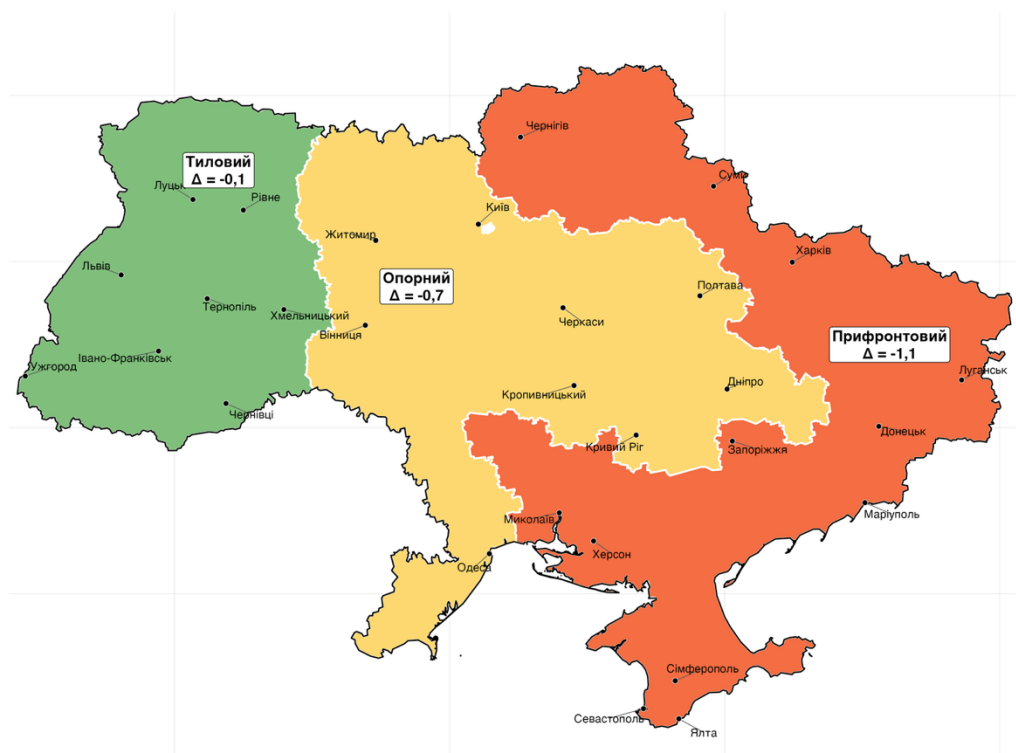 Чернігів
Тиловий
Δ = -0,1
Луцьк
Суми
Рівне
Київ
Житомир
Харків
Львів
Опорний
Δ = -0,7
Полтава
Тернопіль
Хмельницький
Черкаси
Вінниця
Прифронтовий
Δ = -1,1
Івано-Франківськ
Ужгород
Луганськ
Дніпро
Кропивницький
Чернівці
Донецьк
Кривий Ріг
Запоріжжя
Маріуполь
Миколаїв
Херсон
Одеса
Сімферополь
Севастополь
Ялта